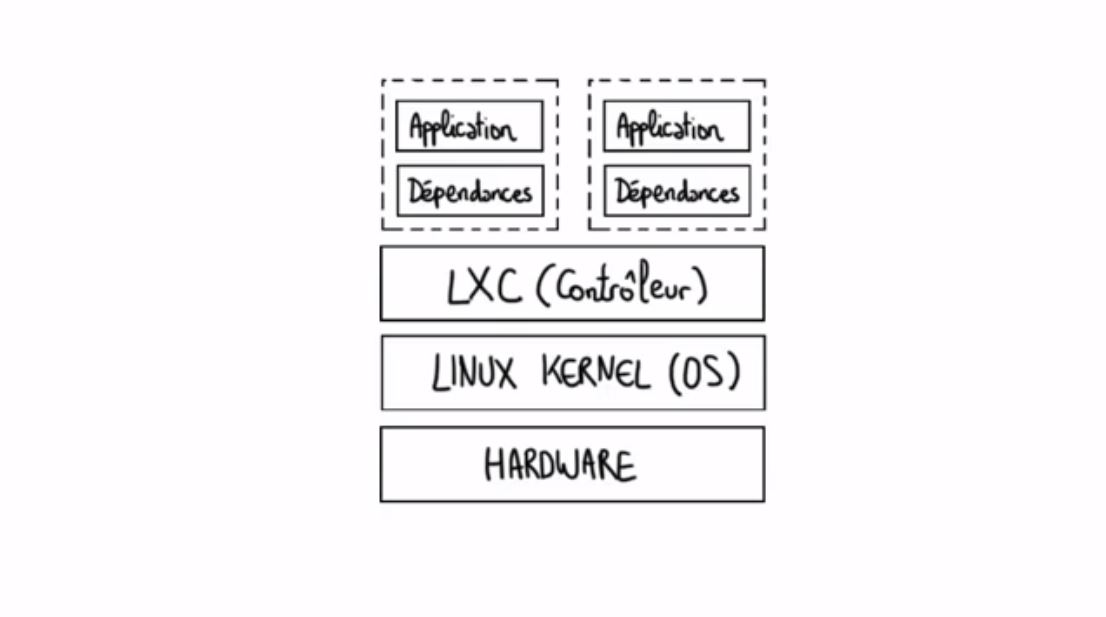 Application
Dépendances
Application
Dépendances
LXC (Contrôleur)
LINUX KERNEL (OS)
HARDWARE